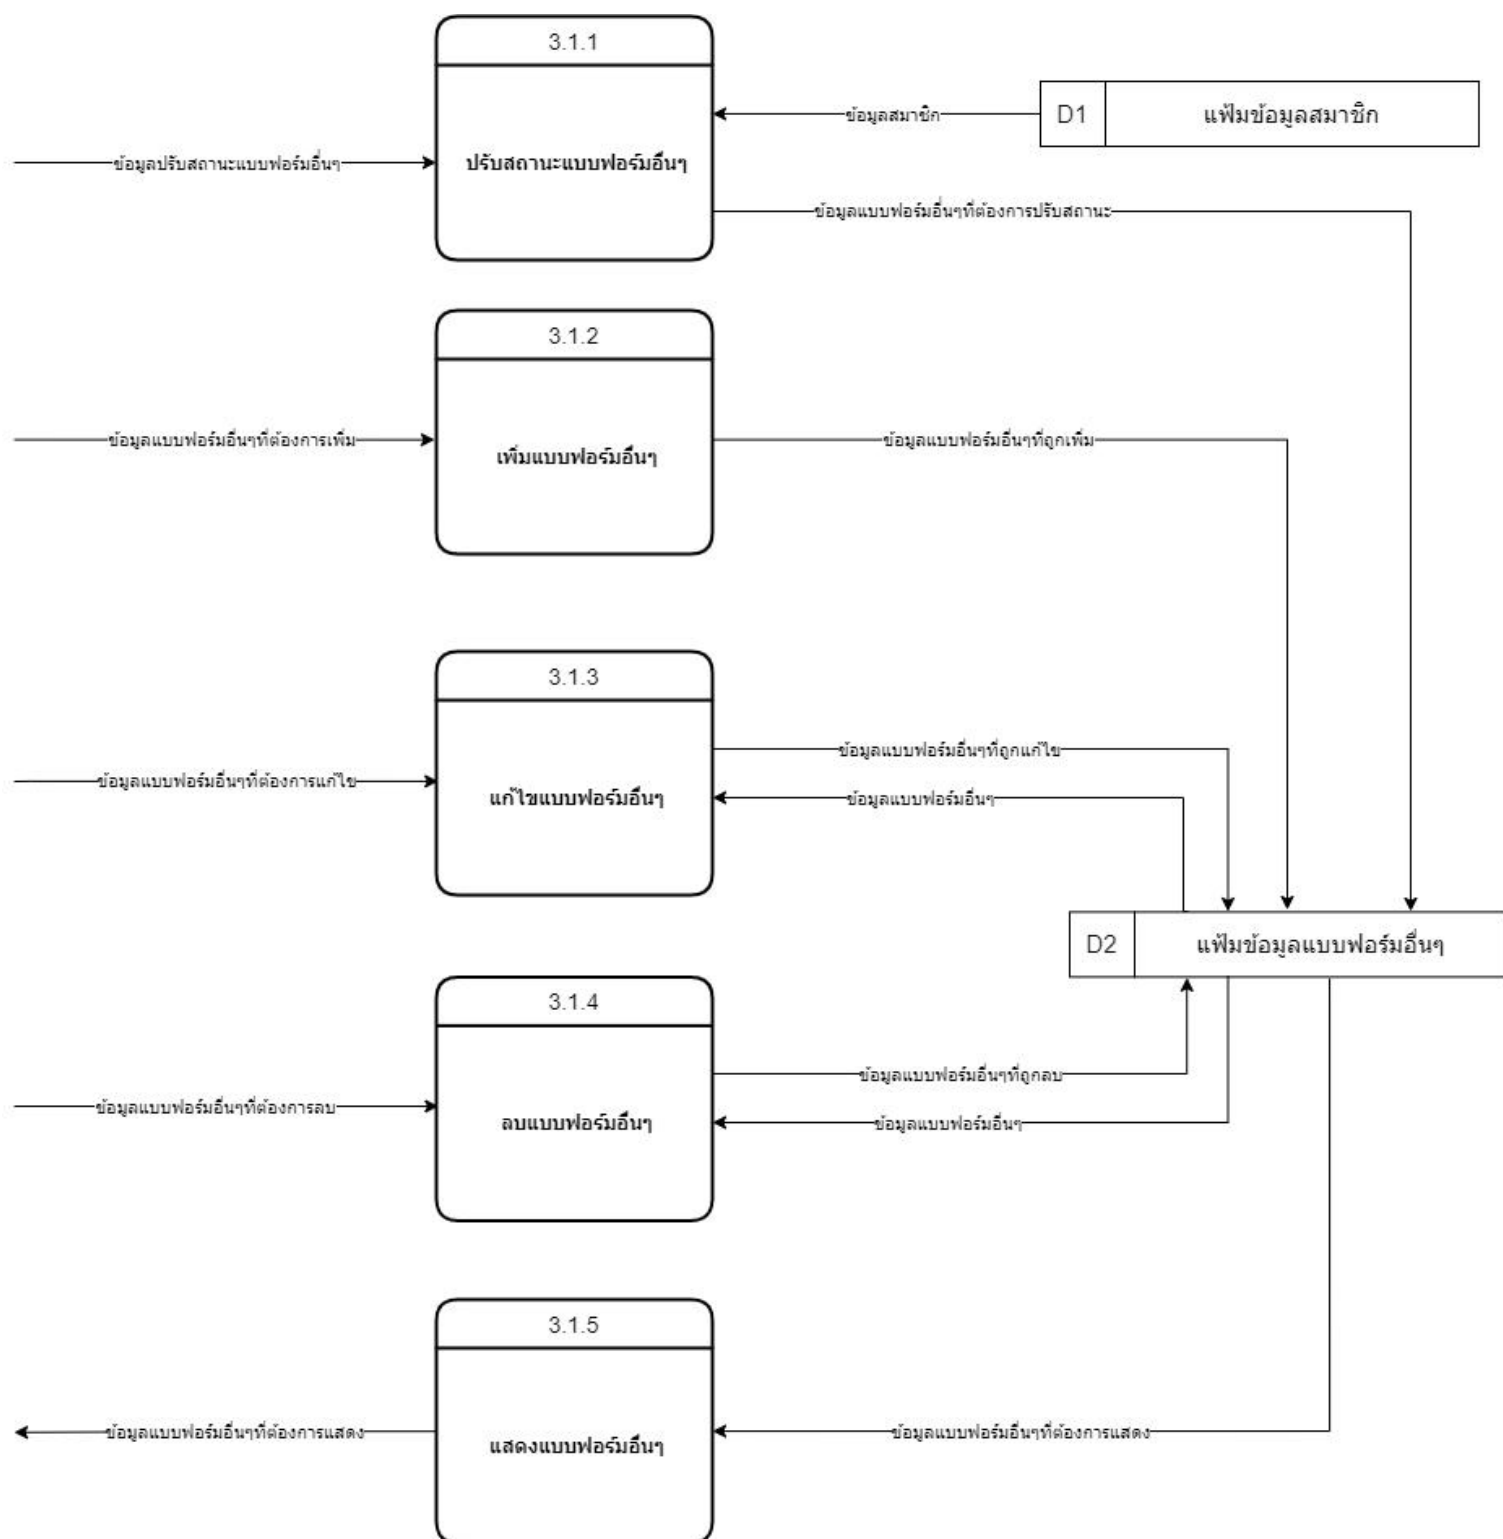 3.1.1
ข้อมูลสมาชิก
D1
แฟ้มข้อมูลสมาชิก
ข้อมูลปรับสถานะแบบฟอร์มอื่นๆ
ปรับสถานะแบบฟอร์มอื่นๆ
ข้อมูลแบบฟอร์มอื่นๆที่ต้องการปรับสถานะ
3.1.2
ข้อมูลแบบฟอร์มอื่นๆที่ต้องการเพิ่ม
เพิ่มแบบฟอร์มอื่นๆ
ข้อมูลแบบฟอร์มอื่นๆที่ถูกเพิ่ม
3.1.3
ข้อมูลแบบฟอร์มอื่นๆที่ถูกแก้ไข
ข้อมูลแบบฟอร์มอื่นๆที่ต้องการแก้ไข
แก้ไขแบบฟอร์มอื่นๆ
ข้อมูลแบบฟอร์มอื่นๆ
D2
แฟ้มข้อมูลแบบฟอร์มอื่นๆ
3.1.4
ข้อมูลแบบฟอร์มอื่นๆที่ถูกลบ
ข้อมูลแบบฟอร์มอื่นๆที่ต้องการลบ
ลบแบบฟอร์มอื่นๆ
ข้อมูลแบบฟอร์มอื่นๆ
3.1.5
ข้อมูลแบบฟอร์มอื่นๆที่ต้องการแสดง
แสดงแบบฟอร์มอื่นๆ
ข้อมูลแบบฟอร์มอื่นๆที่ต้องการแสดง